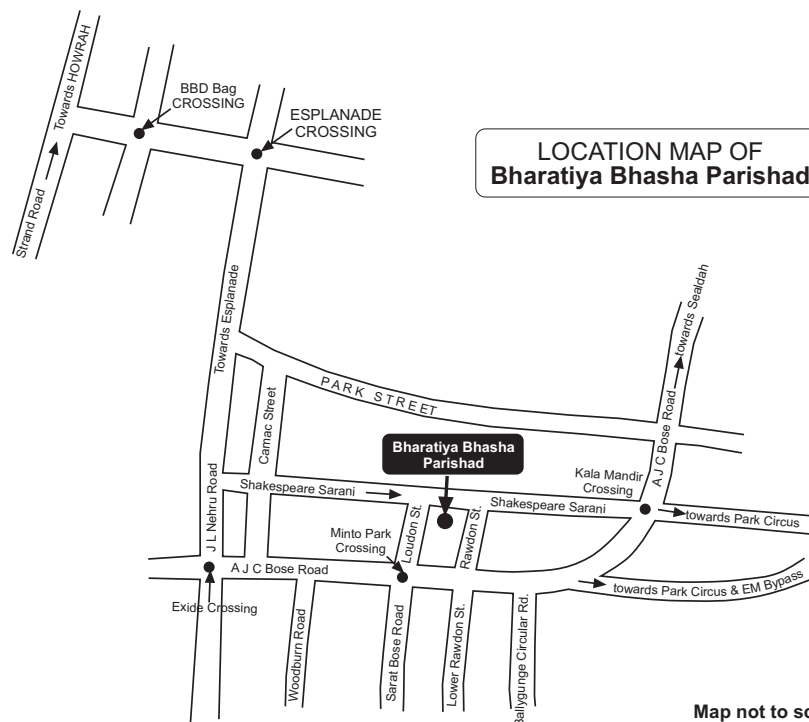 BBD Bag
CROSSING
ESPLANADE
CROSSING
Towards HOWRAH
Strand Road
LOCATION MAP OF
Bharatiya Bhasha Parishad
Towards Esplanade
towards Sealdah
PARK STREET
Camac Street
A J C Bose Road
Bharatiya Bhasha
Parishad
Kala Mandir
Crossing
J L Nehru Road
Shakespeare Sarani
Shakespeare Sarani
towards Park Circus
Loudon St.
Rawdon St.
Minto Park
Crossing
A J C Bose Road
towards Park Circus & EM Bypass
Exide Crossing
Woodburn Road
Sarat Bose Road
Lower Rawdon St.
Ballygunge Circular Rd.
Map not to sc